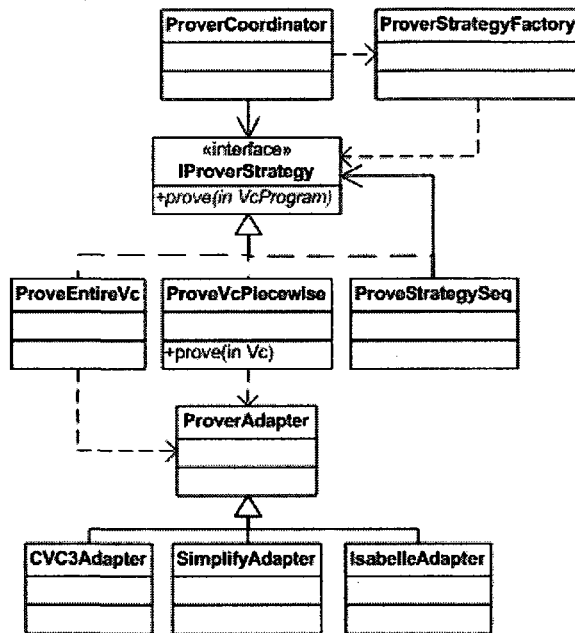 ProverCoordinator
ProverStrategyFactory
«interface»
IProverStrategy
+prove(in VcProgram)
ProveEntireVc
ProveVcPiecewise
ProveStrategySeq
+prove(in Vc)
ProverAdapter
CVC3Adapter
SimplifyAdapter
IsabelleAdapter